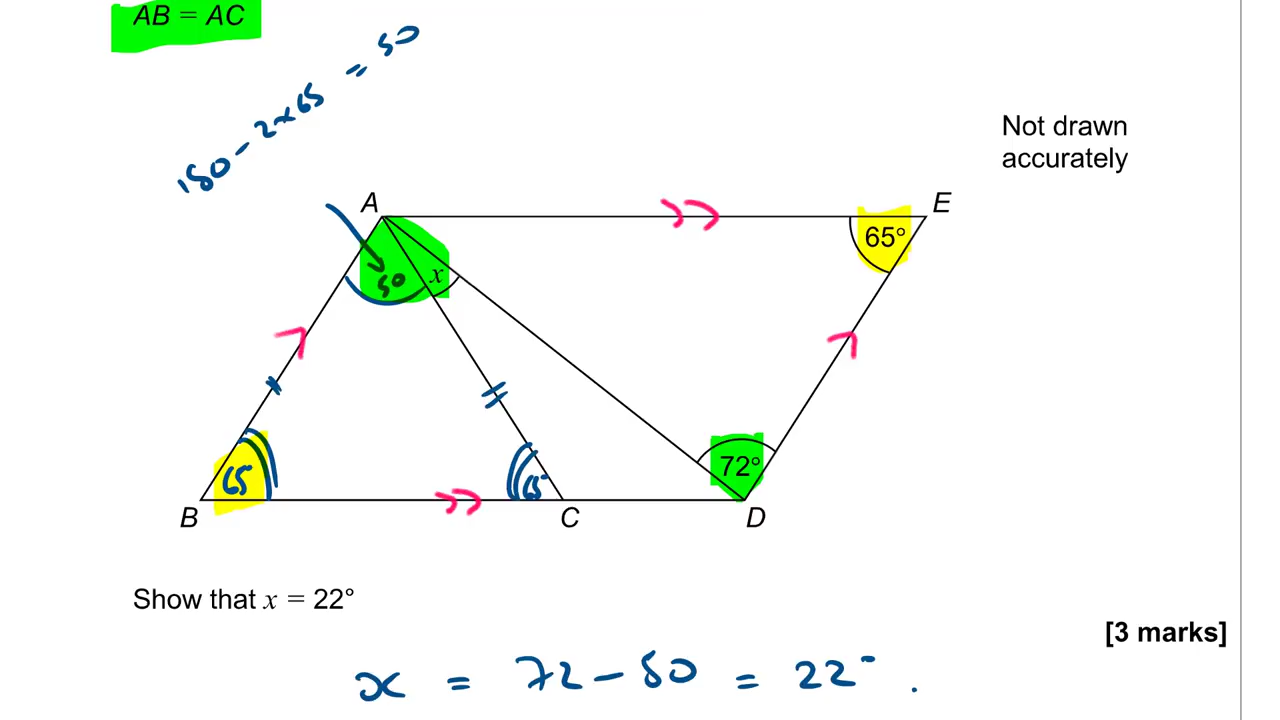 AB = AC
180 - 2×65 = 50
Not drawn
accurately
A
E
65°
50
x
72°
65
65°
B
C
D
Show that x = 22°
[3 marks]
x = 72 - 50 = 22° .